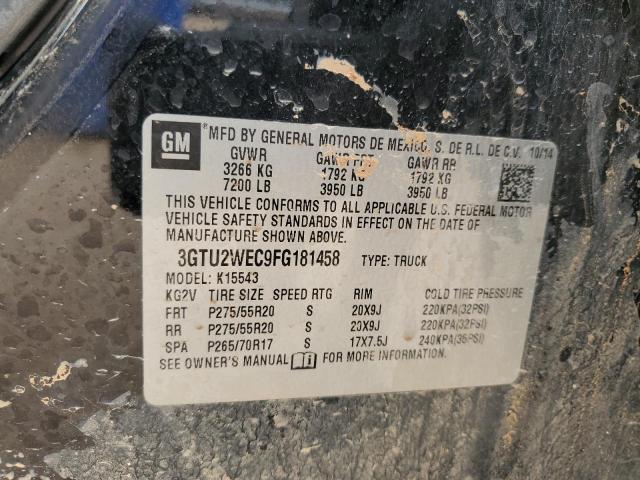 GM
®MFD BY GENERAL MOTORS DE MEXICO, S. DE R.L. DE C.V. 10/14
GVWR GAWR FRT GAWR RR
3266 KG 1792 KG 1792 KG
7200 LB 3950 LB 3950 LB
THIS VEHICLE CONFORMS TO ALL APPLICABLE U.S. FEDERAL MOTOR
VEHICLE SAFETY STANDARDS IN EFFECT ON THE DATE OF
MANUFACTURE SHOWN ABOVE.
3GTU2WEC9FG181458 TYPE: TRUCK
MODEL: K15543
KG2V TIRE SIZE SPEED RTG RIM COLD TIRE PRESSURE
FRT P275/55R20 S 20X9J 220KPA(32PSI)
RR P275/55R20 S 20X9J 220KPA(32PSI)
SPA P265/70R17 S 17X7.5J 240KPA(35PSI)
SEE OWNER'S MANUAL FOR MORE INFORMATION.